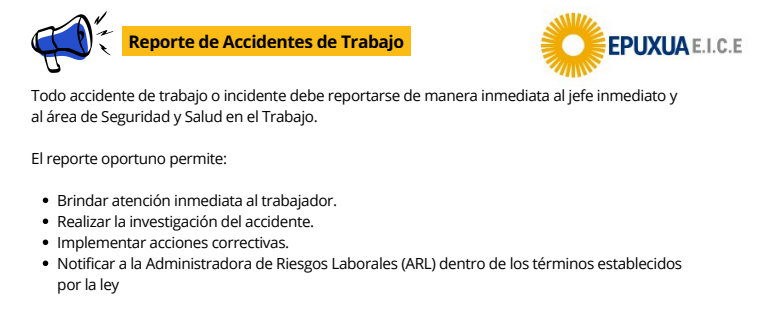 Reporte de Accidentes de Trabajo
EPUXUA E.I.C.E
Todo accidente de trabajo o incidente debe reportarse de manera inmediata al jefe inmediato y
al área de Seguridad y Salud en el Trabajo.
El reporte oportuno permite:
• Brindar atención inmediata al trabajador.
• Realizar la investigación del accidente.
• Implementar acciones correctivas.
• Notificar a la Administradora de Riesgos Laborales (ARL) dentro de los términos establecidos
por la ley